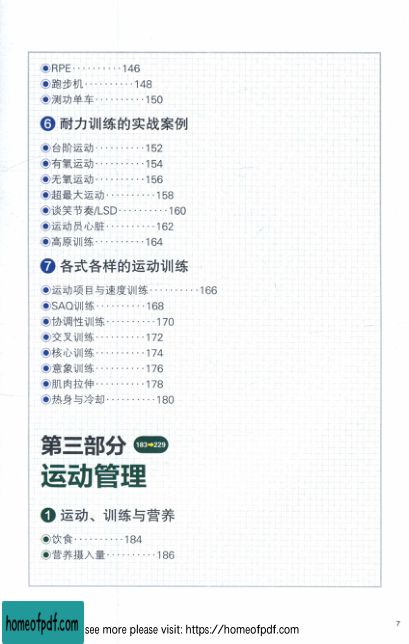 ◉RPE··········146
◉跑步机··········148
◉测功单车··········150
6 耐力训练的实战案例
◉台阶运动··········152
◉有氧运动··········154
◉无氧运动··········156
◉超最大运动··········158
◉谈笑节奏/LSD··········160
◉运动员心脏··········162
◉高原训练··········164
7 各式各样的运动训练
◉运动项目与速度训练··········166
◉SAQ训练··········168
◉协调性训练··········170
◉交叉训练··········172
◉核心训练··········174
◉意象训练··········176
◉肌肉拉伸··········178
◉热身与冷却··········180
第三部分 183➡229
运动管理
1 运动、训练与营养
◉饮食··········184
◉营养摄入量··········186
7
homeofpdf.com see more please visit: https://homeofpdf.com